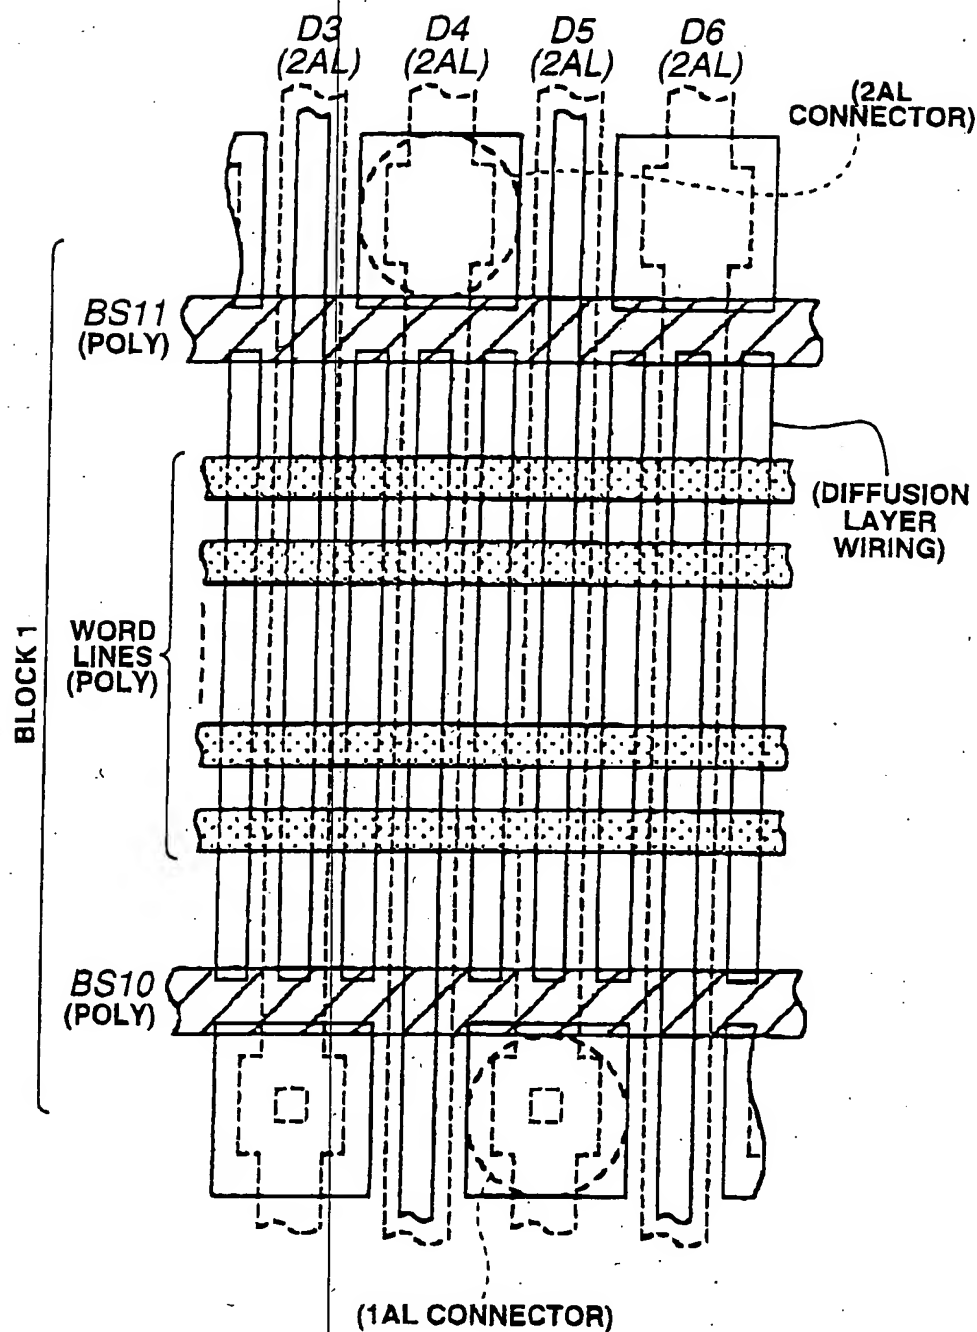 D3 D4 D5 D6
(2AL) (2AL) (2AL) (2AL)
(2AL
CONNECTOR)
BS11
(POLY)
(DIFFUSION
LAYER
WIRING)
WORD
LINES
(POLY)
BLOCK 1
BS10
(POLY)
(1AL CONNECTOR)